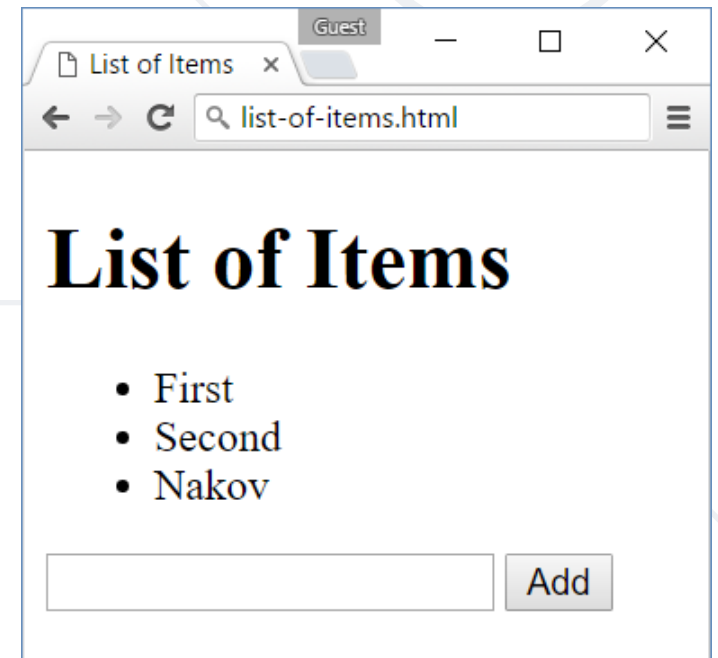 Guest
List of Items
list-of-items.html
List of Items
First
Second
Nakov
Add